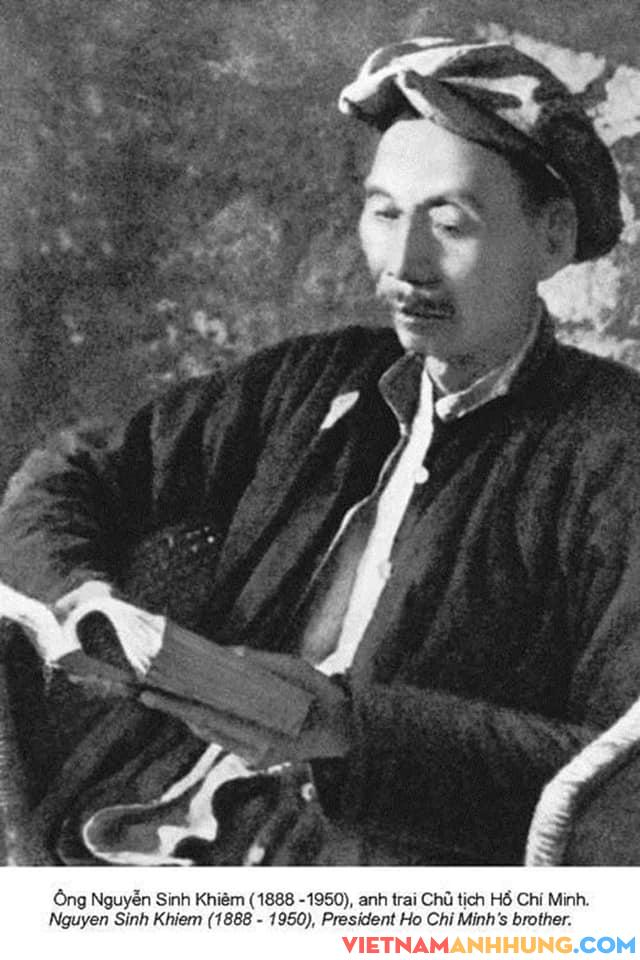 Ông Nguyễn Sinh Khiêm (1888 -1950), anh trai Chủ tịch Hồ Chí Minh.
Nguyen Sinh Khiem (1888 - 1950), President Ho Chi Minh's brother.
VIETNAMANHHUNG.COM